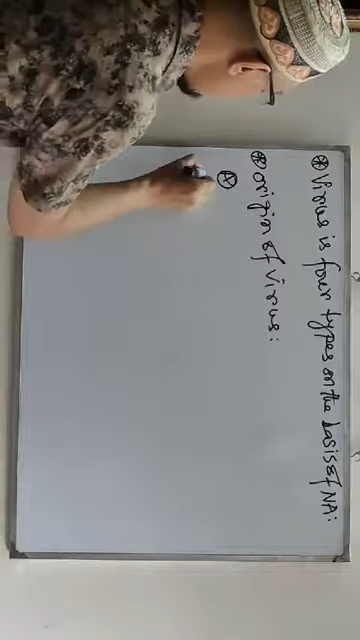 ⊛ Virus is four types on the basis of NA:
⊛ origin of virus:
Ⓐ